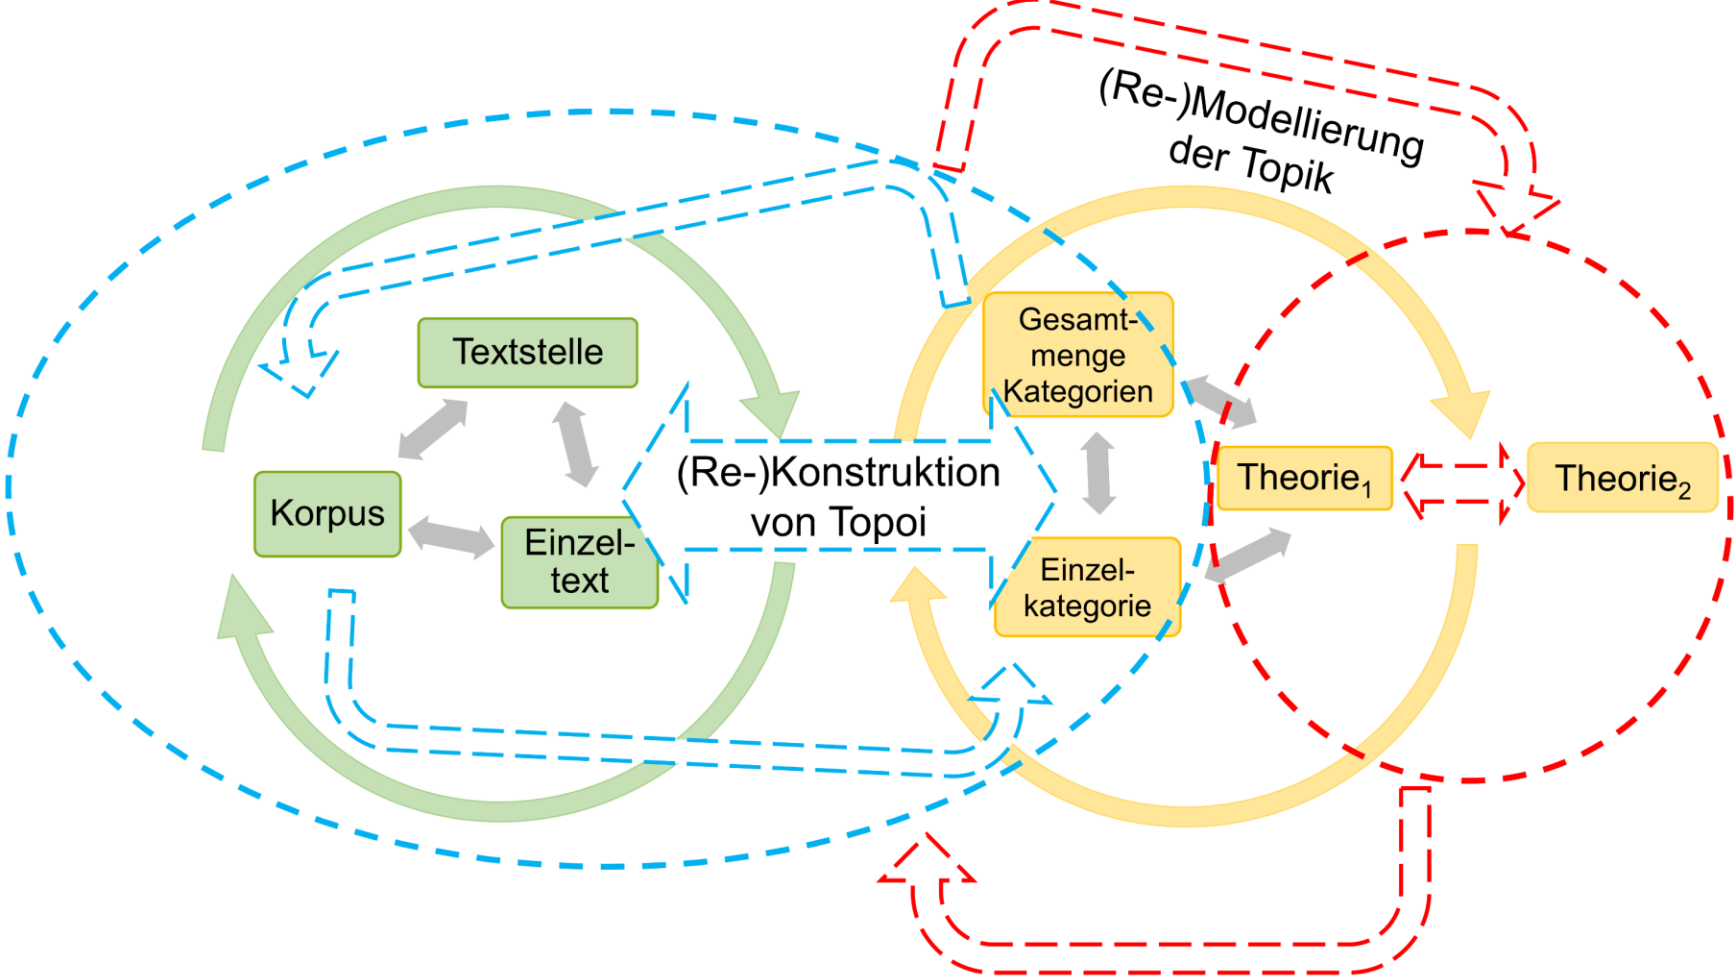 (Re-)Modellierung
der Topik
Textstelle
Korpus
Einzel-
text
(Re-)Konstruktion
von Topoi
Gesamt-
menge
Kategorien
Einzel-
kategorie
Theorie₁
Theorie₂